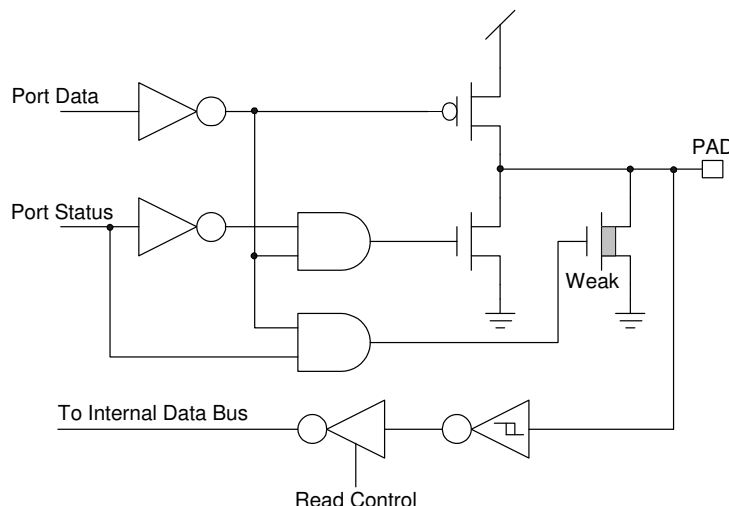 Port Data
PAD
Port Status
Weak
To Internal Data Bus
Read Control